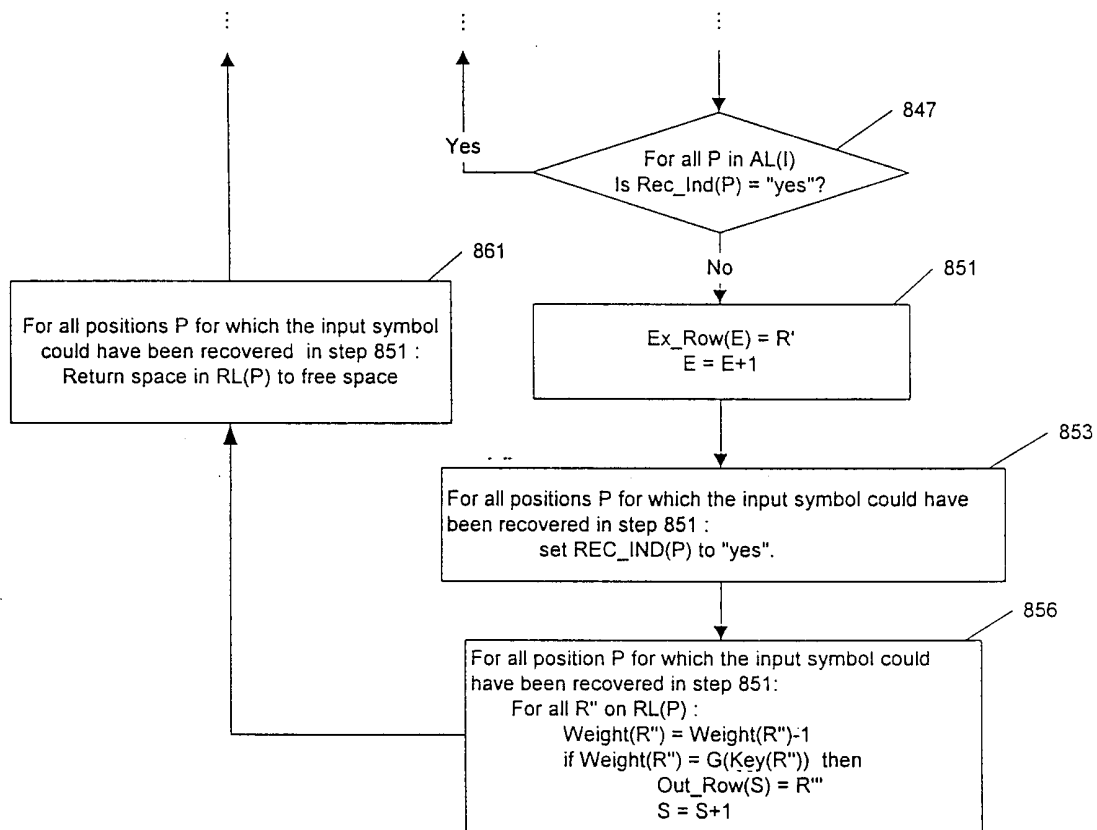 ⋮
⋮
⋮
847
Yes
For all P in AL(I)
Is Rec_Ind(P) = "yes"?
No
861
For all positions P for which the input symbol
could have been recovered in step 851 :
Return space in RL(P) to free space
851
Ex_Row(E) = R'
E = E+1
853
For all positions P for which the input symbol could have
been recovered in step 851 :
set REC_IND(P) to "yes".
856
For all position P for which the input symbol could
have been recovered in step 851:
For all R" on RL(P) :
Weight(R") = Weight(R")-1
if Weight(R") = G(Key(R")) then
Out_Row(S) = R'"
S = S+1